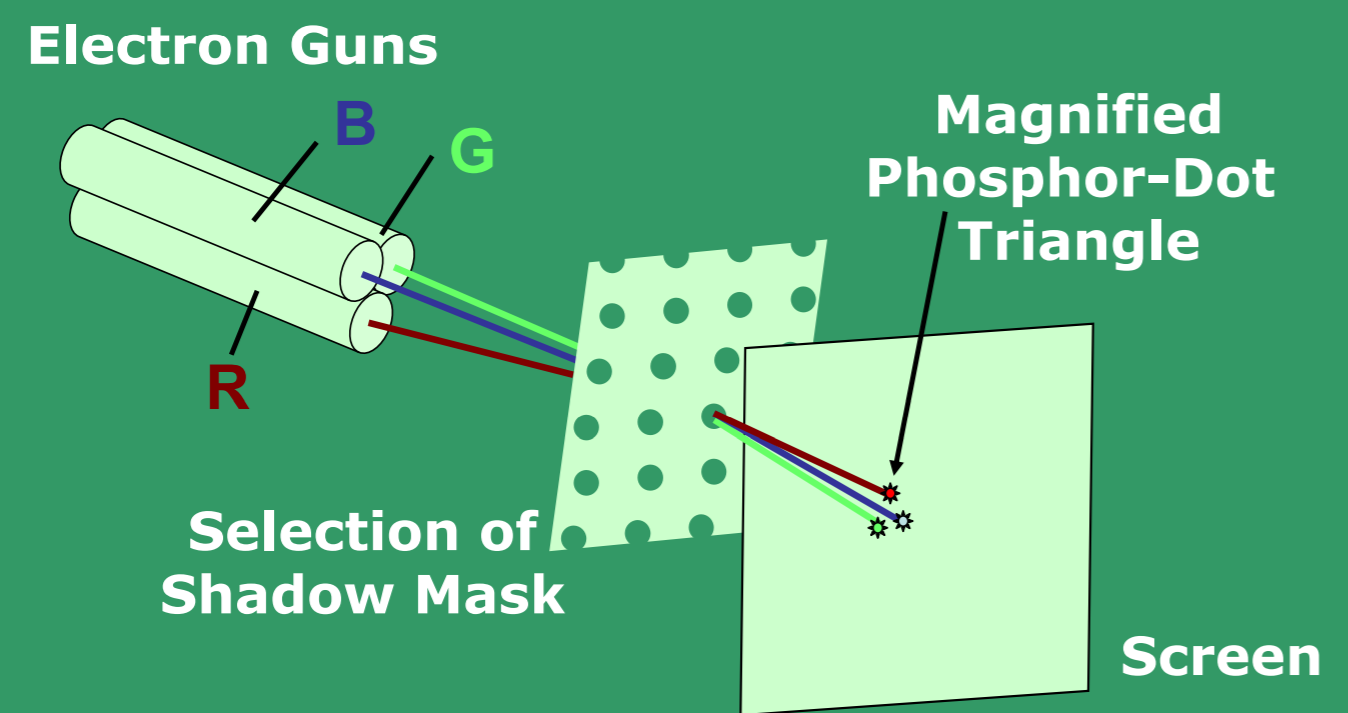 Electron Guns
B
G
R
Magnified
Phosphor-Dot
Triangle
Selection of
Shadow Mask
Screen